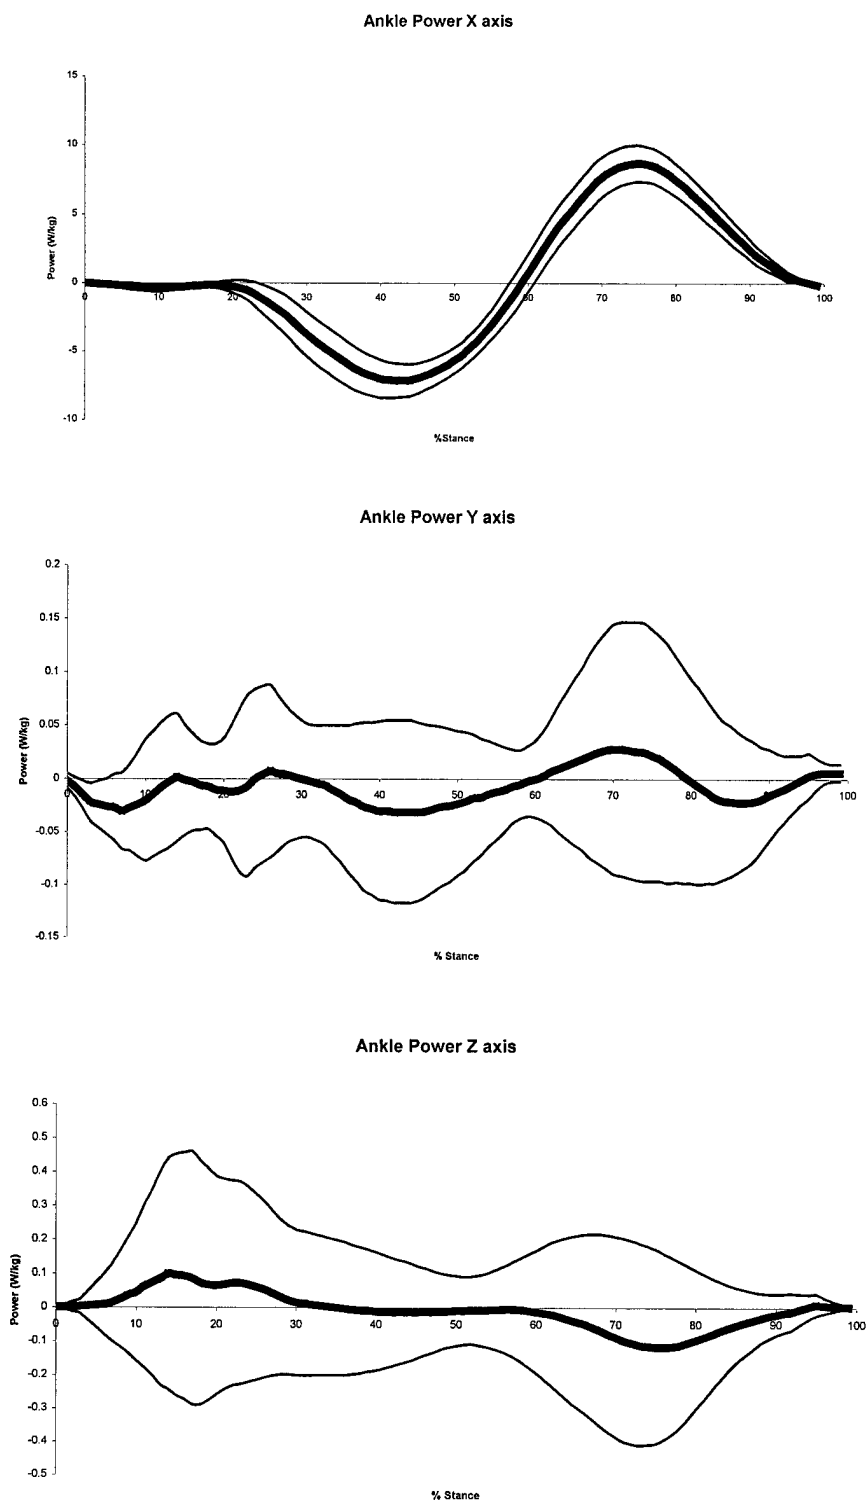 Ankle Power X axis
15
10
5
0
-5
-10
Power (W/kg)
0 10 20 30 40 50 60 70 80 90 100
%Stance
Ankle Power Y axis
0.2
0.15
0.1
0.05
0
-0.05
-0.1
-0.15
Power (W/kg)
0 10 20 30 40 50 60 70 80 90 100
% Stance
Ankle Power Z axis
0.6
0.5
0.4
0.3
0.2
0.1
0
-0.1
-0.2
-0.3
-0.4
-0.5
Power (W/kg)
0 10 20 30 40 50 60 70 80 90 100
% Stance